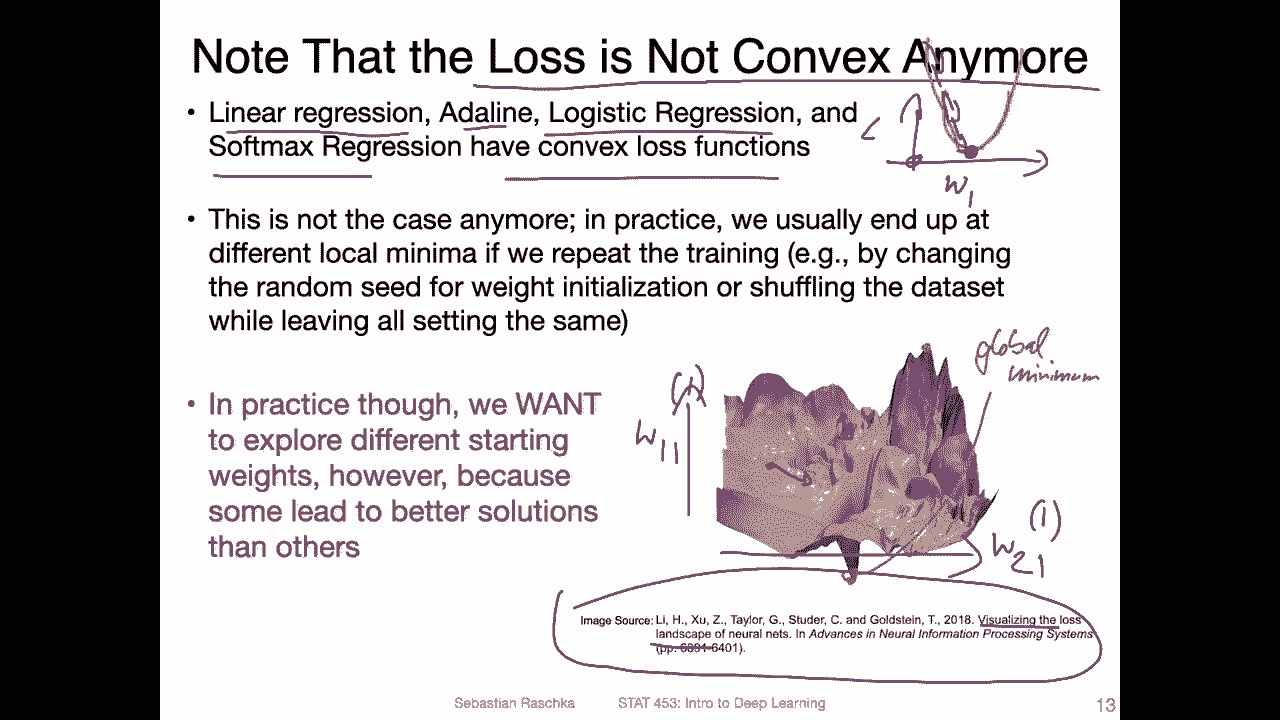 Note That the Loss is Not Convex Anymore
• Linear regression, Adaline, Logistic Regression, and
Softmax Regression have convex loss functions
L
W1
• This is not the case anymore; in practice, we usually end up at
different local minima if we repeat the training (e.g., by changing
the random seed for weight initialization or shuffling the dataset
while leaving all setting the same)
global
minimum
• In practice though, we WANT
to explore different starting
weights, however, because
some lead to better solutions
than others
(1)
W11
(1)
W21
Image Source: Li, H., Xu, Z., Taylor, G., Studer, C. and Goldstein, T., 2018. Visualizing the loss
landscape of neural nets. In Advances in Neural Information Processing Systems
(pp. 6391-6401).
Sebastian Raschka STAT 453: Intro to Deep Learning 13